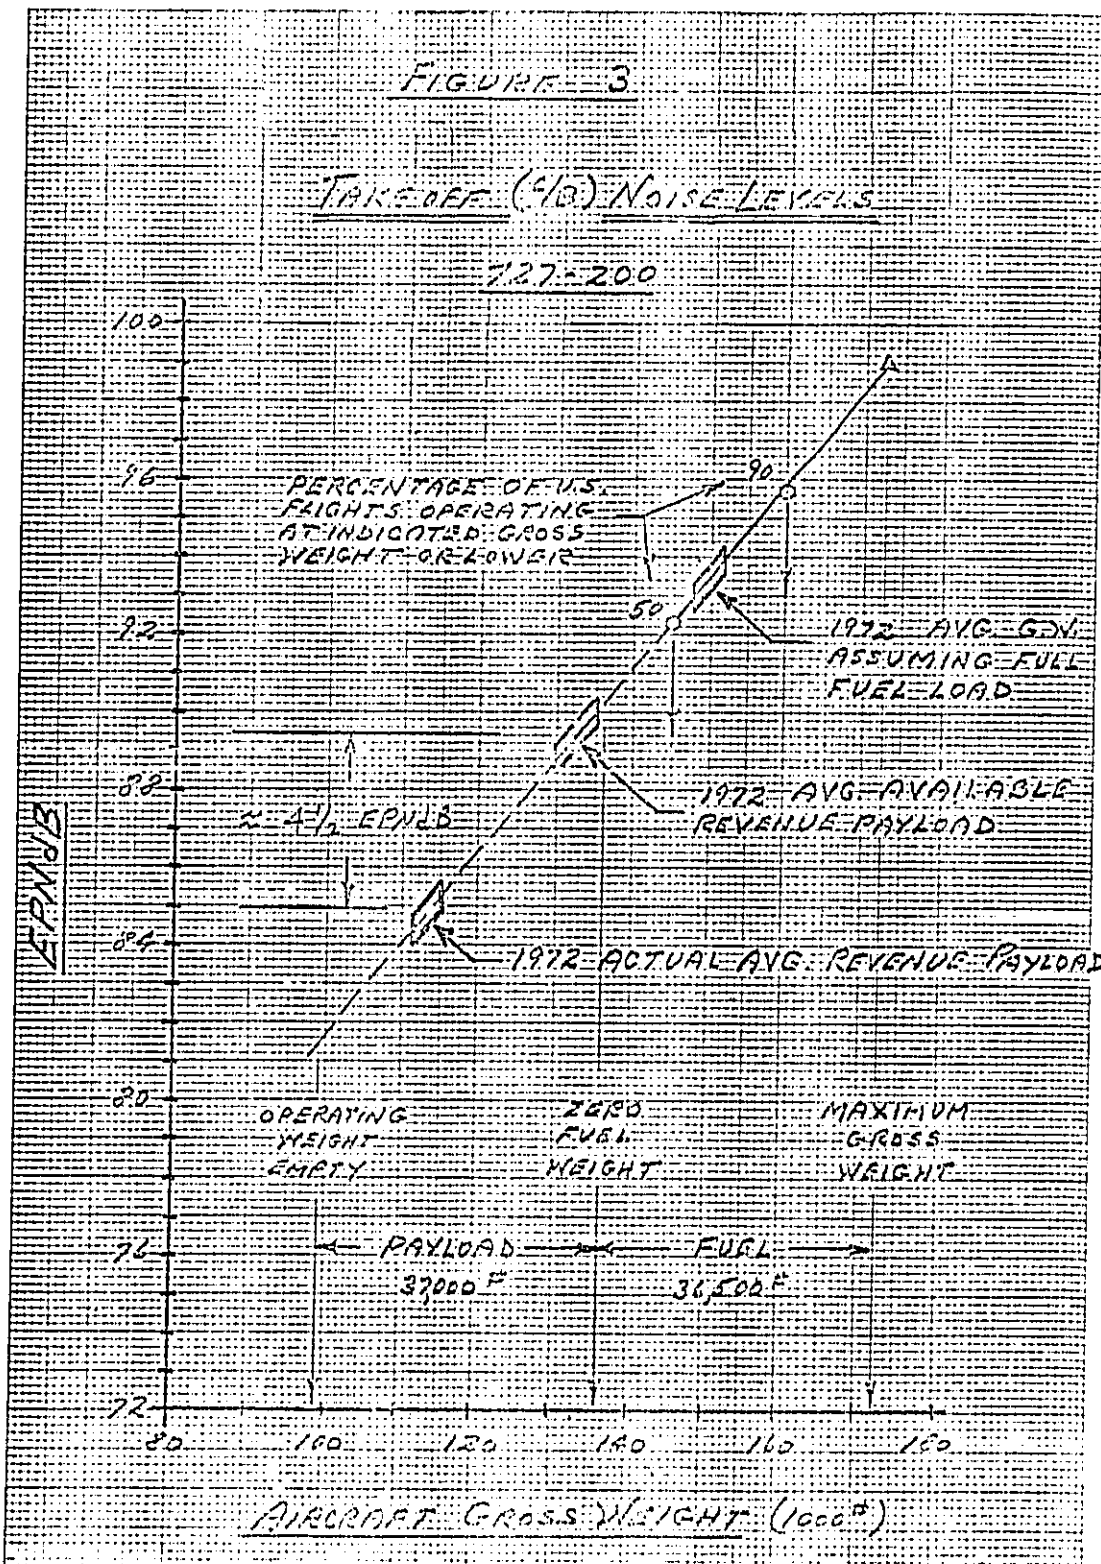 FIGURE 3
TAKEOFF (C/B) NOISE LEVELS
727-200
100
96
92
88
84
80
76
72
EPNdB
90
PERCENTAGE OF U.S.
FLIGHTS OPERATING
AT INDICATED GROSS
WEIGHT OR LOWER
50
1972 AVG. G.W.
ASSUMING FULL
FUEL LOAD
1972 AVG. AVAILABLE
REVENUE PAYLOAD
≈ 4 1/2 EPNdB
1972 ACTUAL AVG. REVENUE PAYLOAD
OPERATING
WEIGHT
EMPTY
ZERO
FUEL
WEIGHT
MAXIMUM
GROSS
WEIGHT
PAYLOAD
37,000 #
FUEL
36,500 #
80 100 120 140 160 180
AIRCRAFT GROSS WEIGHT (1000#)